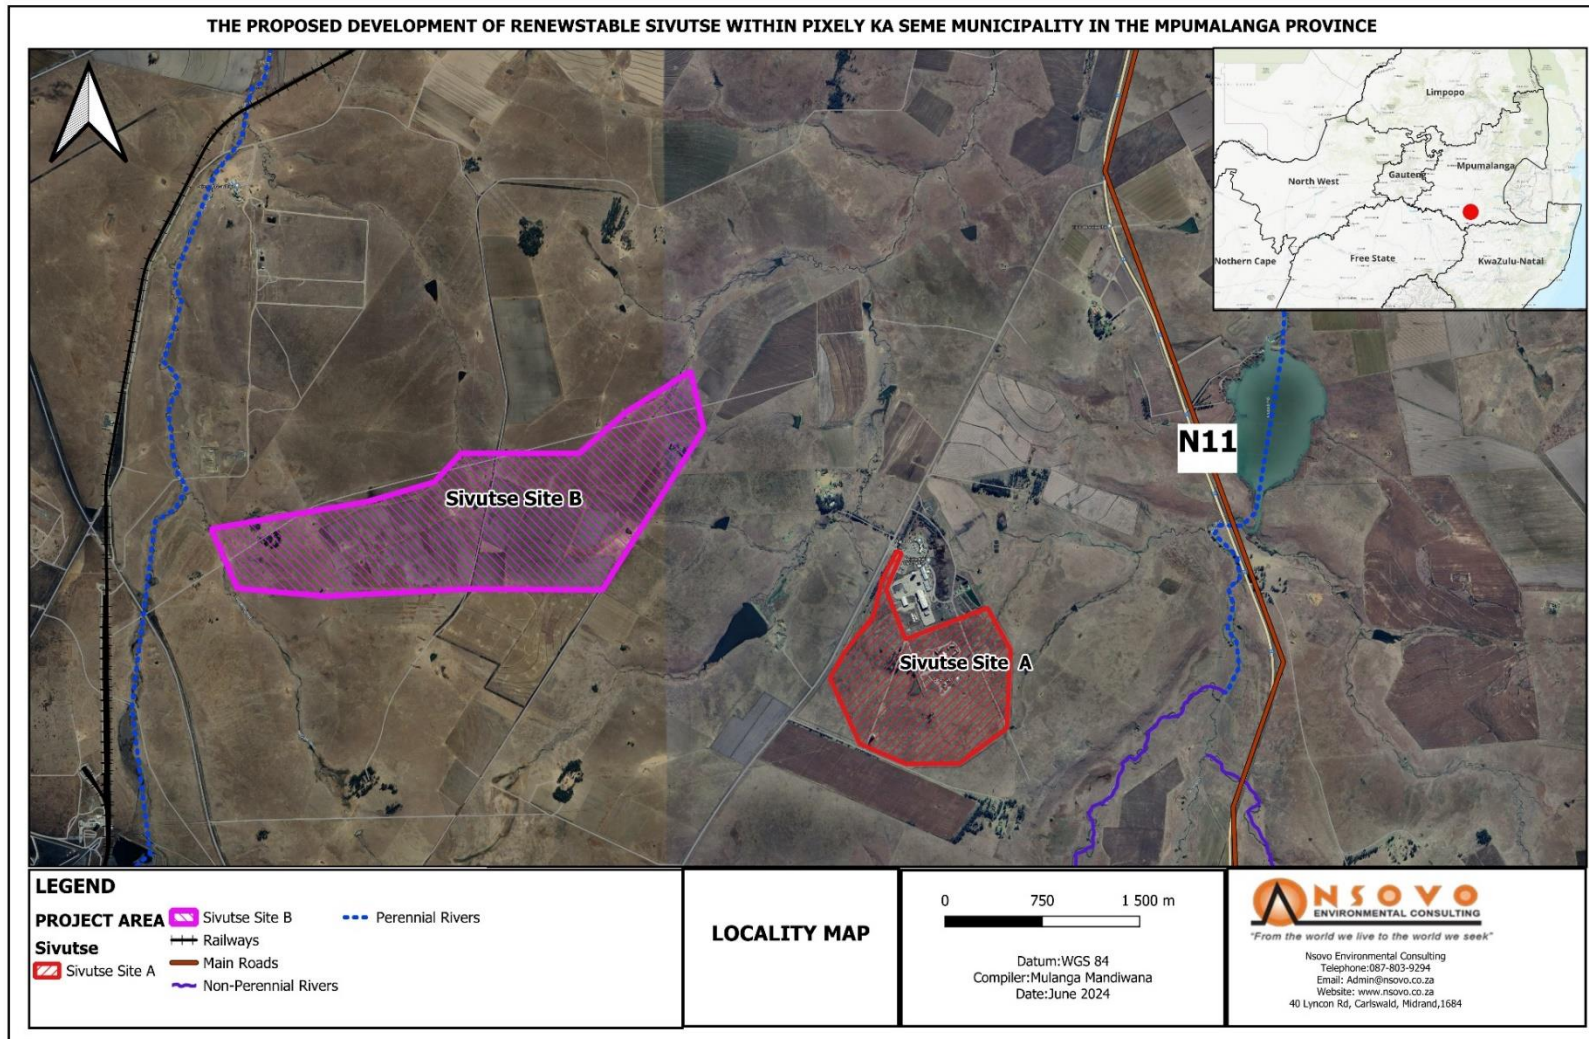 THE PROPOSED DEVELOPMENT OF RENEWSTABLE SIVUTSE WITHIN PIXELY KA SEME MUNICIPALITY IN THE MPUMALANGA PROVINCE
Limpopo
Mpumalanga
Gauteng
North West
Free State
KwaZulu-Natal
Nothern Cape
N11
Sivutse Site B
Sivutse Site A
LEGEND
PROJECT AREA
Sivutse
Sivutse Site A
Sivutse Site B
Railways
Main Roads
Non-Perennial Rivers
Perennial Rivers
LOCALITY MAP
0 750 1 500 m
Datum:WGS 84
Compiler:Mulanga Mandiwana
Date:June 2024
NSOVO
ENVIRONMENTAL CONSULTING
"From the world we live to the world we seek"
Nsovo Environmental Consulting
Telephone:087-803-9294
Email: Admin@nsovo.co.za
Website: www.nsovo.co.za
40 Lyncon Rd, Carlswald, Midrand,1684